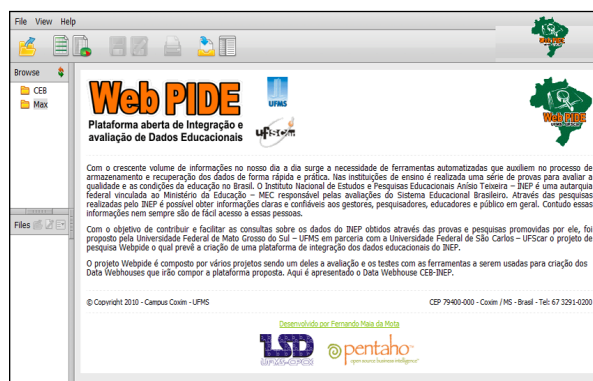 File View Help
Browse
CEB
Max
Files
Web PIDE
Plataforma aberta de Integração e
avaliação de Dados Educacionais
UFMS
ufscar
Web PIDE
Com o crescente volume de informações no nosso dia a dia surge a necessidade de ferramentas automatizadas que auxiliem no processo de
armazenamento e recuperação dos dados de forma rápida e prática. Nas instituições de ensino é realizada uma série de provas para avaliar a
qualidade e as condições da educação no Brasil. O Instituto Nacional de Estudos e Pesquisas Educacionais Anísio Teixeira – INEP é uma autarquia
federal vinculada ao Ministério da Educação – MEC responsável pelas avaliações do Sistema Educacional Brasileiro. Através das pesquisas
realizadas pelo INEP é possível obter informações claras e confiáveis aos gestores, pesquisadores, educadores e público em geral. Contudo essas
informações nem sempre são de fácil acesso a essas pessoas.
Com o objetivo de contribuir e facilitar as consultas sobre os dados do INEP obtidos através das provas e pesquisas promovidas por ele, foi
proposto pela Universidade Federal de Mato Grosso do Sul – UFMS em parceria com a Universidade Federal de São Carlos – UFScar o projeto de
pesquisa Webpide o qual prevê a criação de uma plataforma de integração dos dados educacionais do INEP.
O projeto Webpide é composto por vários projetos sendo um deles a avaliação e os testes com as ferramentas a serem usadas para criação dos
Data Webhouses que irão compor a plataforma proposta. Aqui é apresentado o Data Webhouse CEB-INEP.
© Copyright 2010 - Campus Coxim - UFMS
CEP 79400-000 - Coxim / MS - Brasil - Tel: 67 3291-0200
Desenvolvido por Fernando Maia da Mota
LSD
UFMS-CPCX
pentaho
open source business intelligence